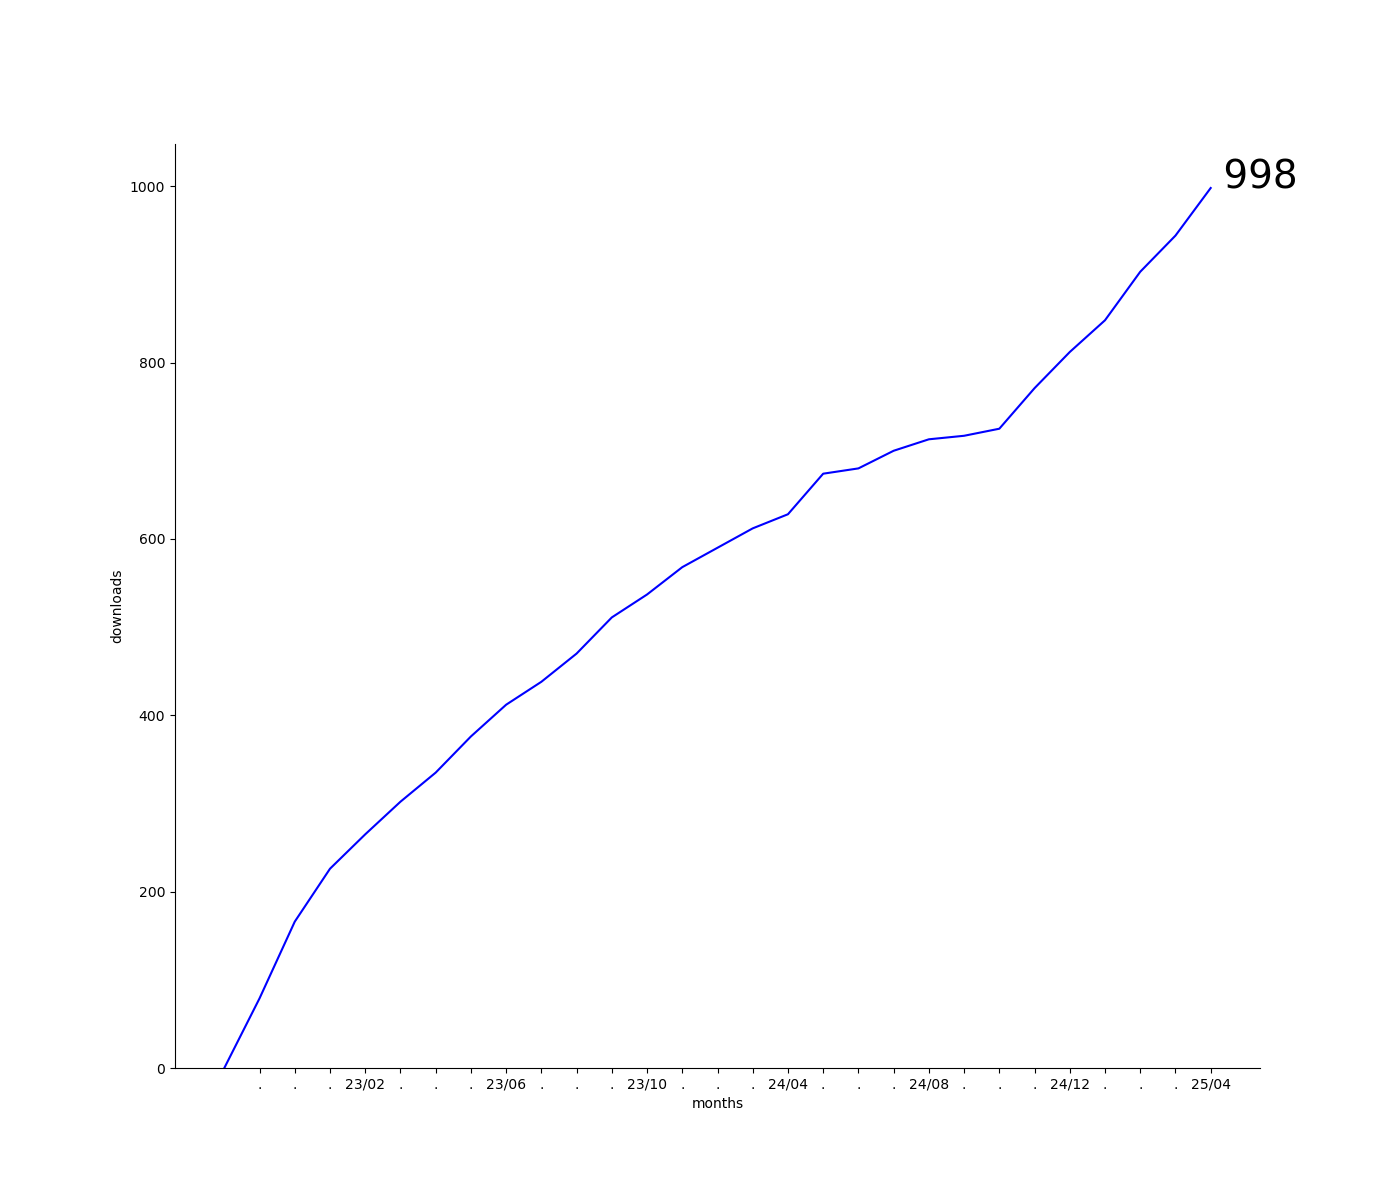 998
1000
800
600
400
200
0
downloads
. . . 23/02 . . . 23/06 . . . 23/10 . . . 24/04 . . . 24/08 . . . 24/12 . . . 25/04
months